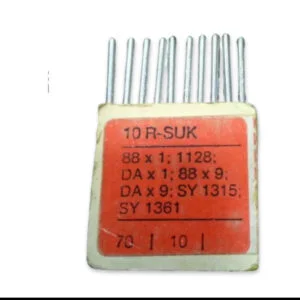 10 R-SUK
88 x 1; 1128;
DA x 1; 88 x 9;
DA x 9; SY 1315;
SY 1361
70 | 10 |